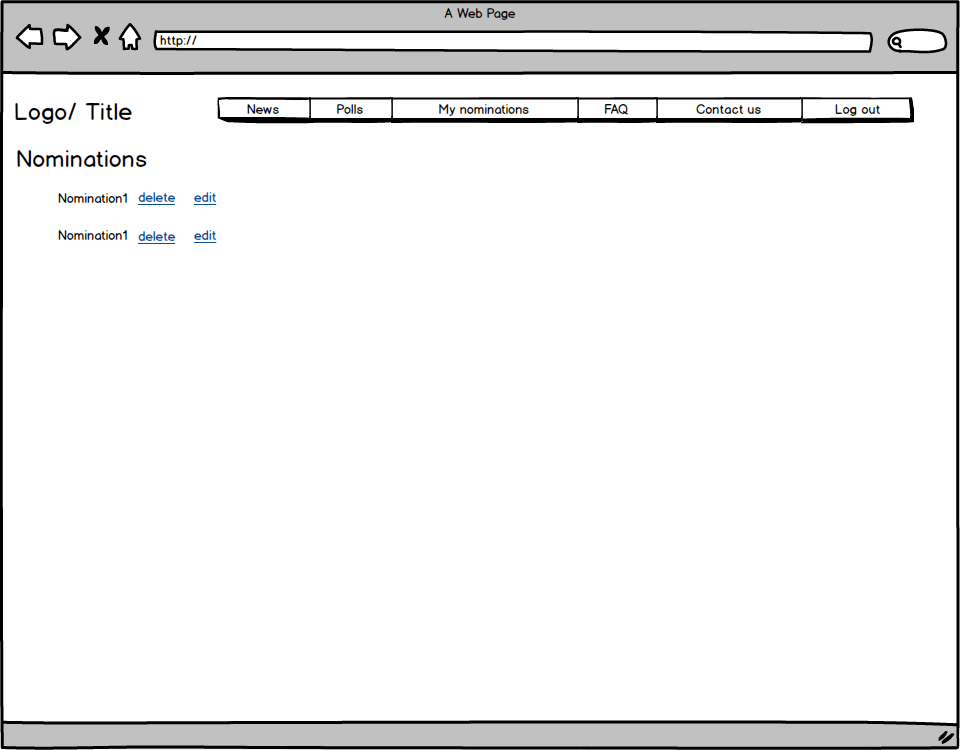 A Web Page
http://
Logo/ Title
News Polls My nominations FAQ Contact us Log out
Nominations
Nomination1 delete edit
Nomination1 delete edit